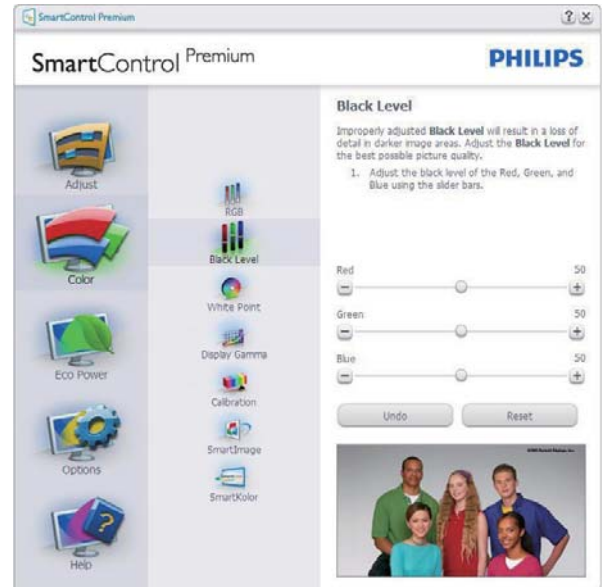 SmartControl Premium
SmartControl Premium
PHILIPS
Adjust
Color
Eco Power
Options
Help
RGB
Black Level
White Point
Display Gamma
Calibration
SmartImage
SmartKolor
Black Level
Improperly adjusted Black Level will result in a loss of
detail in darker image areas. Adjust the Black Level for
the best possible picture quality.
1. Adjust the black level of the Red, Green, and
Blue using the slider bars.
Red 50
Green 50
Blue 50
Undo Reset